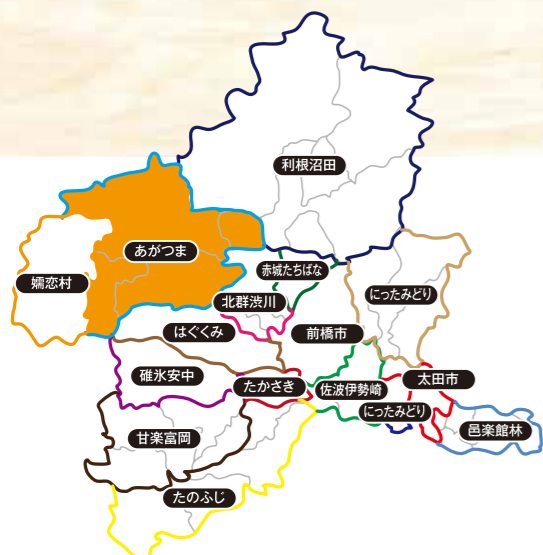 利根沼田
あがつま
赤城たちばな
嬬恋村
にったみどり
北群渋川
はぐくみ
前橋市
碓氷安中
たかさき
佐波伊勢崎
太田市
にったみどり
甘楽富岡
邑楽館林
たのふじ